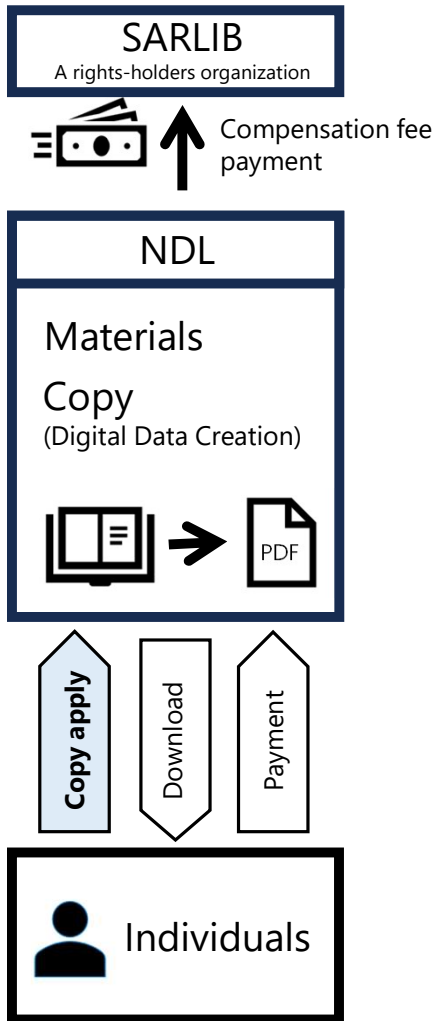 SARLIB
A rights-holders organization
Compensation fee
payment
NDL
Materials
Copy
(Digital Data Creation)
PDF
Copy apply
Download
Payment
Individuals